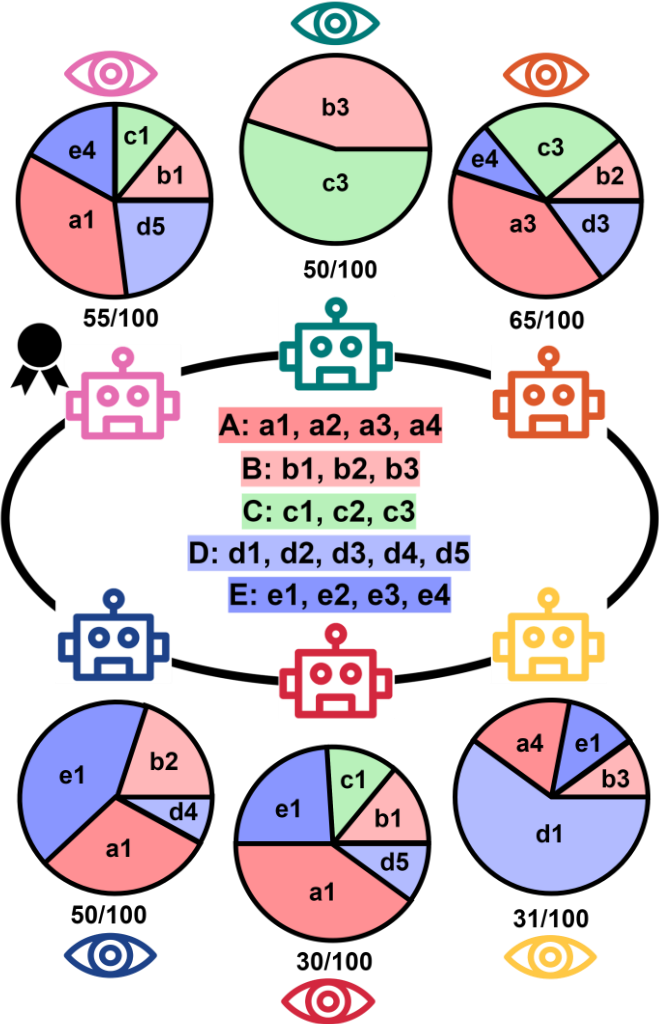 e4
c1
b1
a1
d5
55/100
b3
c3
50/100
e4
c3
b2
a3
d3
65/100
A: a1, a2, a3, a4
B: b1, b2, b3
C: c1, c2, c3
D: d1, d2, d3, d4, d5
E: e1, e2, e3, e4
e1
b2
d4
a1
50/100
e1
c1
b1
d5
a1
30/100
a4
e1
b3
d1
31/100